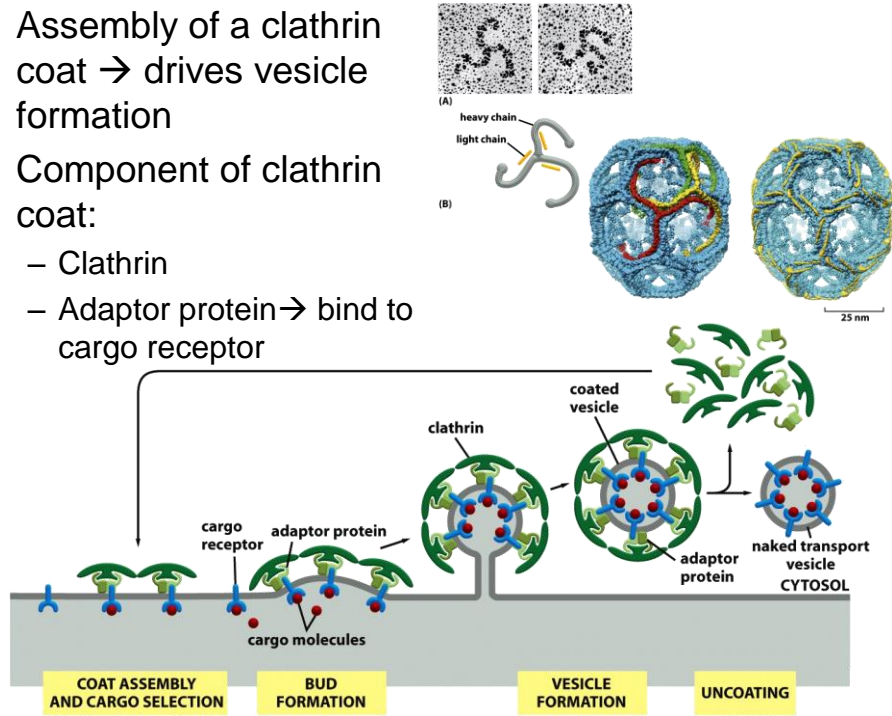 Assembly of a clathrin
coat → drives vesicle
formation
Component of clathrin
coat:
– Clathrin
– Adaptor protein→ bind to
cargo receptor
(A)
heavy chain
light chain
(B)
25 nm
coated
vesicle
clathrin
cargo
receptor
adaptor protein
adaptor
protein
naked transport
vesicle
CYTOSOL
cargo molecules
COAT ASSEMBLY
AND CARGO SELECTION
BUD
FORMATION
VESICLE
FORMATION
UNCOATING